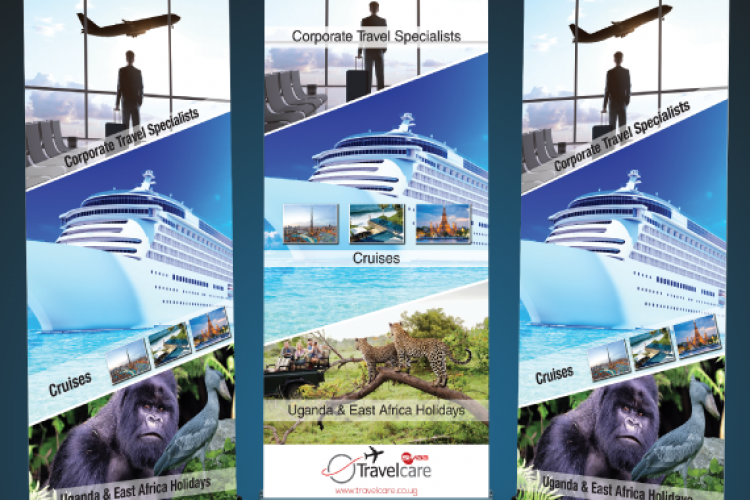 Corporate Travel Specialists
Cruises
Uganda & East Africa Holidays
Corporate Travel Specialists
Cruises
Uganda & East Africa Holidays
Travelcare
www.travelcare.co.ug
Corporate Travel Specialists
Cruises
Uganda & East Africa Holidays